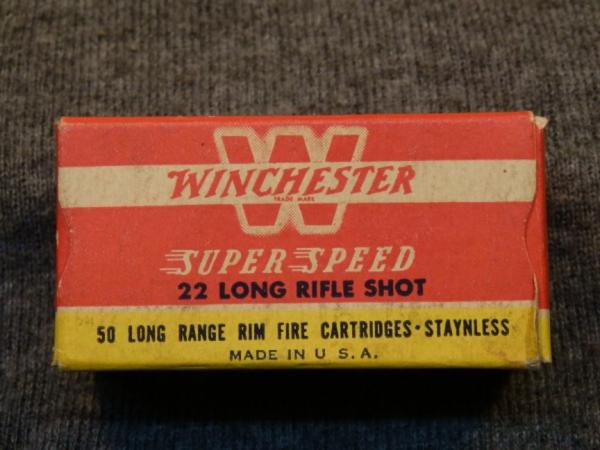 W
WINCHESTER
TRADE MARK
SUPER SPEED
22 LONG RIFLE SHOT
50 LONG RANGE RIM FIRE CARTRIDGES · STAYNLESS
MADE IN U.S.A.